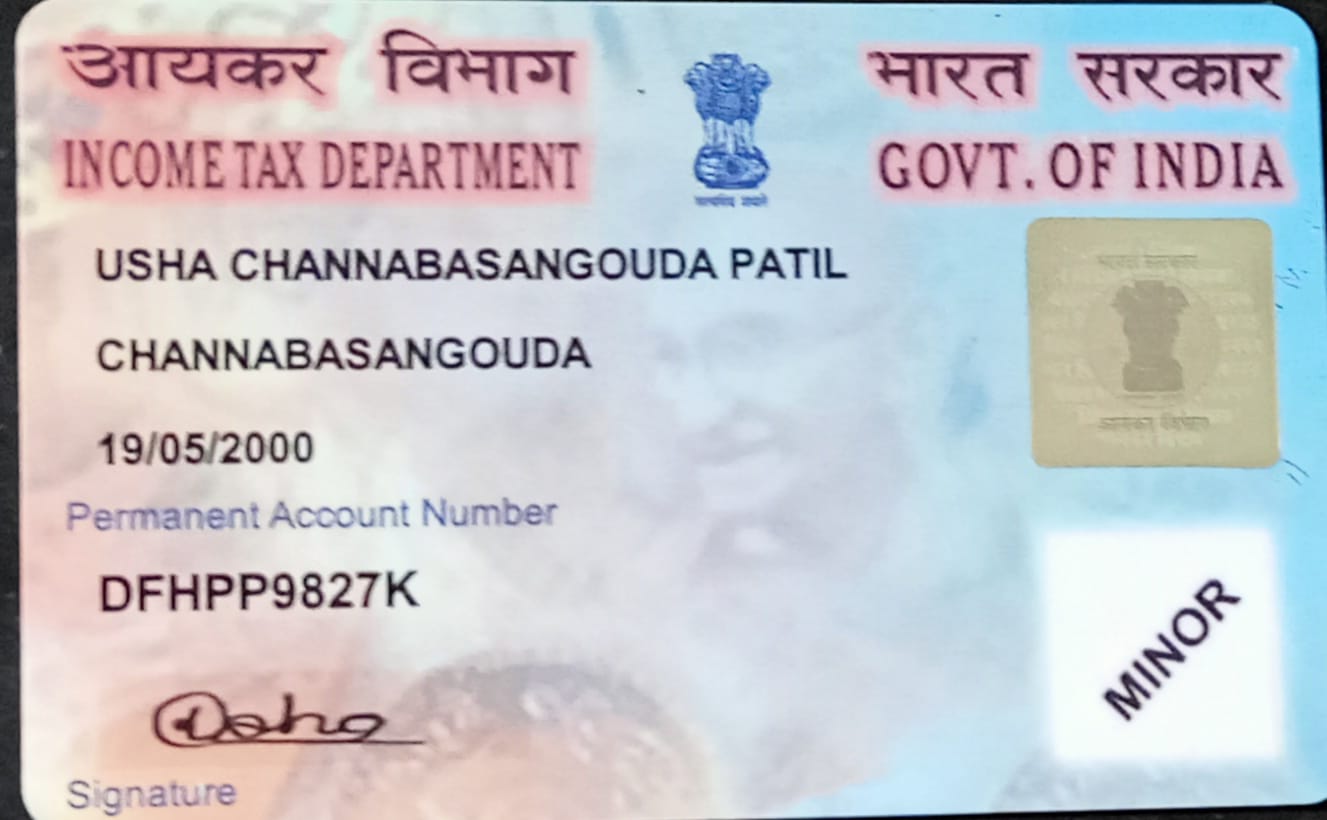 आयकर विभाग
भारत सरकार
INCOME TAX DEPARTMENT
GOVT. OF INDIA
सत्यमेव जयते
USHA CHANNABASANGOUDA PATIL
CHANNABASANGOUDA
19/05/2000
Permanent Account Number
DFHPP9827K
भारत सरकार
आयकर विभाग
MINOR
Usha
Signature